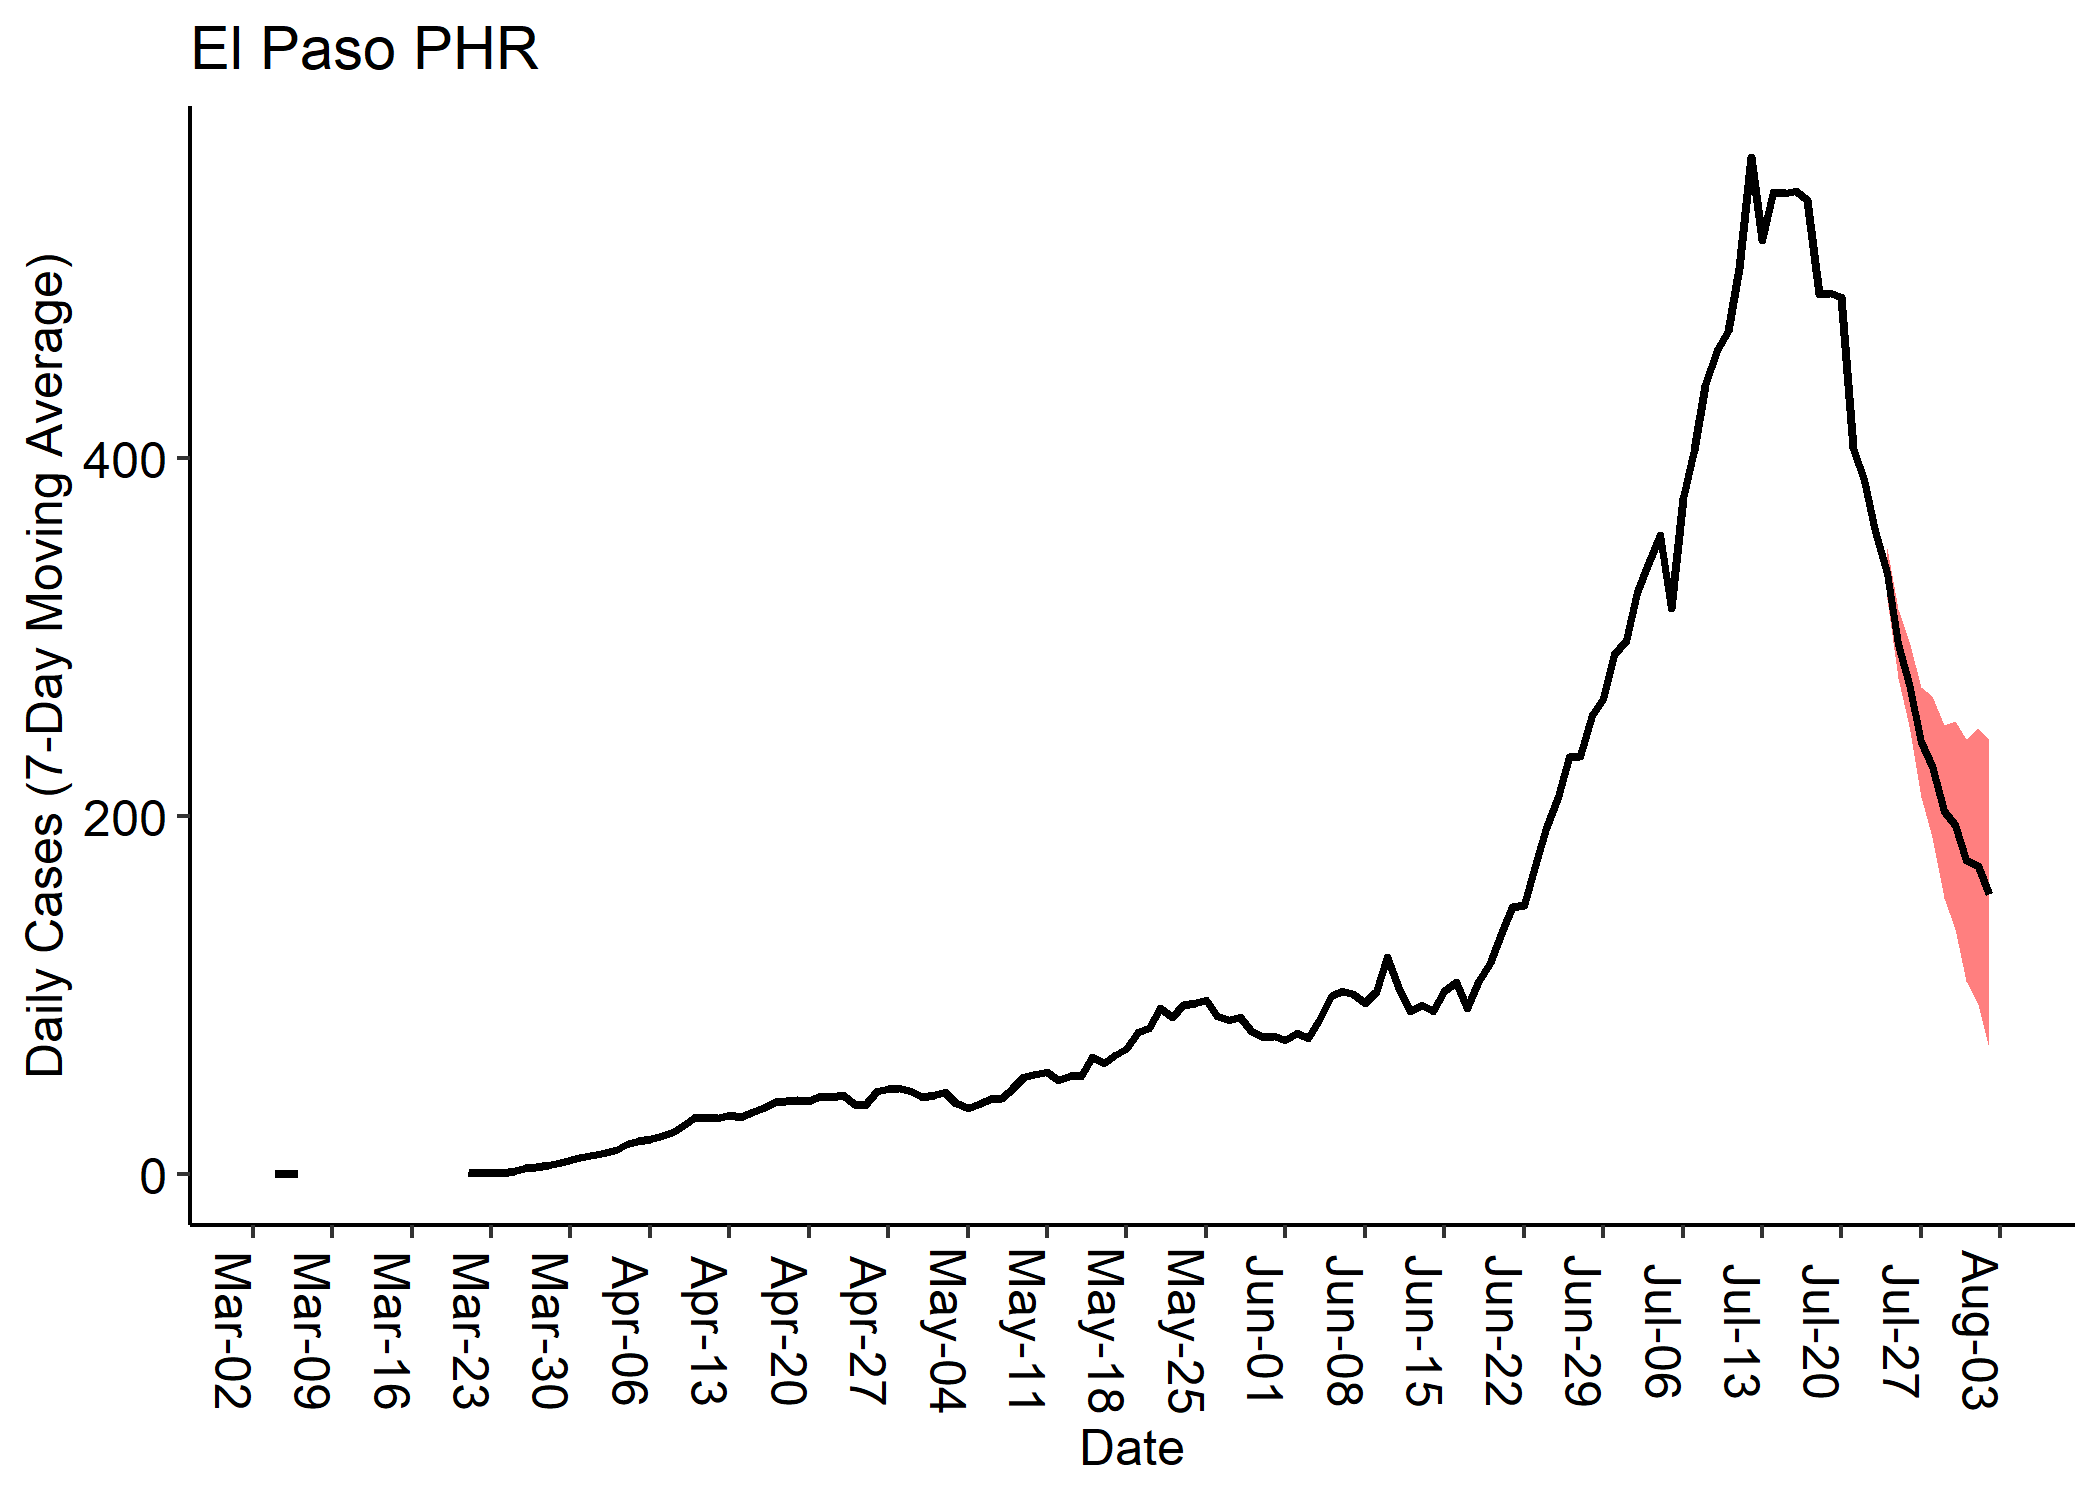 El Paso PHR
Daily Cases (7-Day Moving Average)
400
200
0
Mar-02
Mar-09
Mar-16
Mar-23
Mar-30
Apr-06
Apr-13
Apr-20
Apr-27
May-04
May-11
May-18
May-25
Jun-01
Jun-08
Jun-15
Jun-22
Jun-29
Jul-06
Jul-13
Jul-20
Jul-27
Aug-03
Date